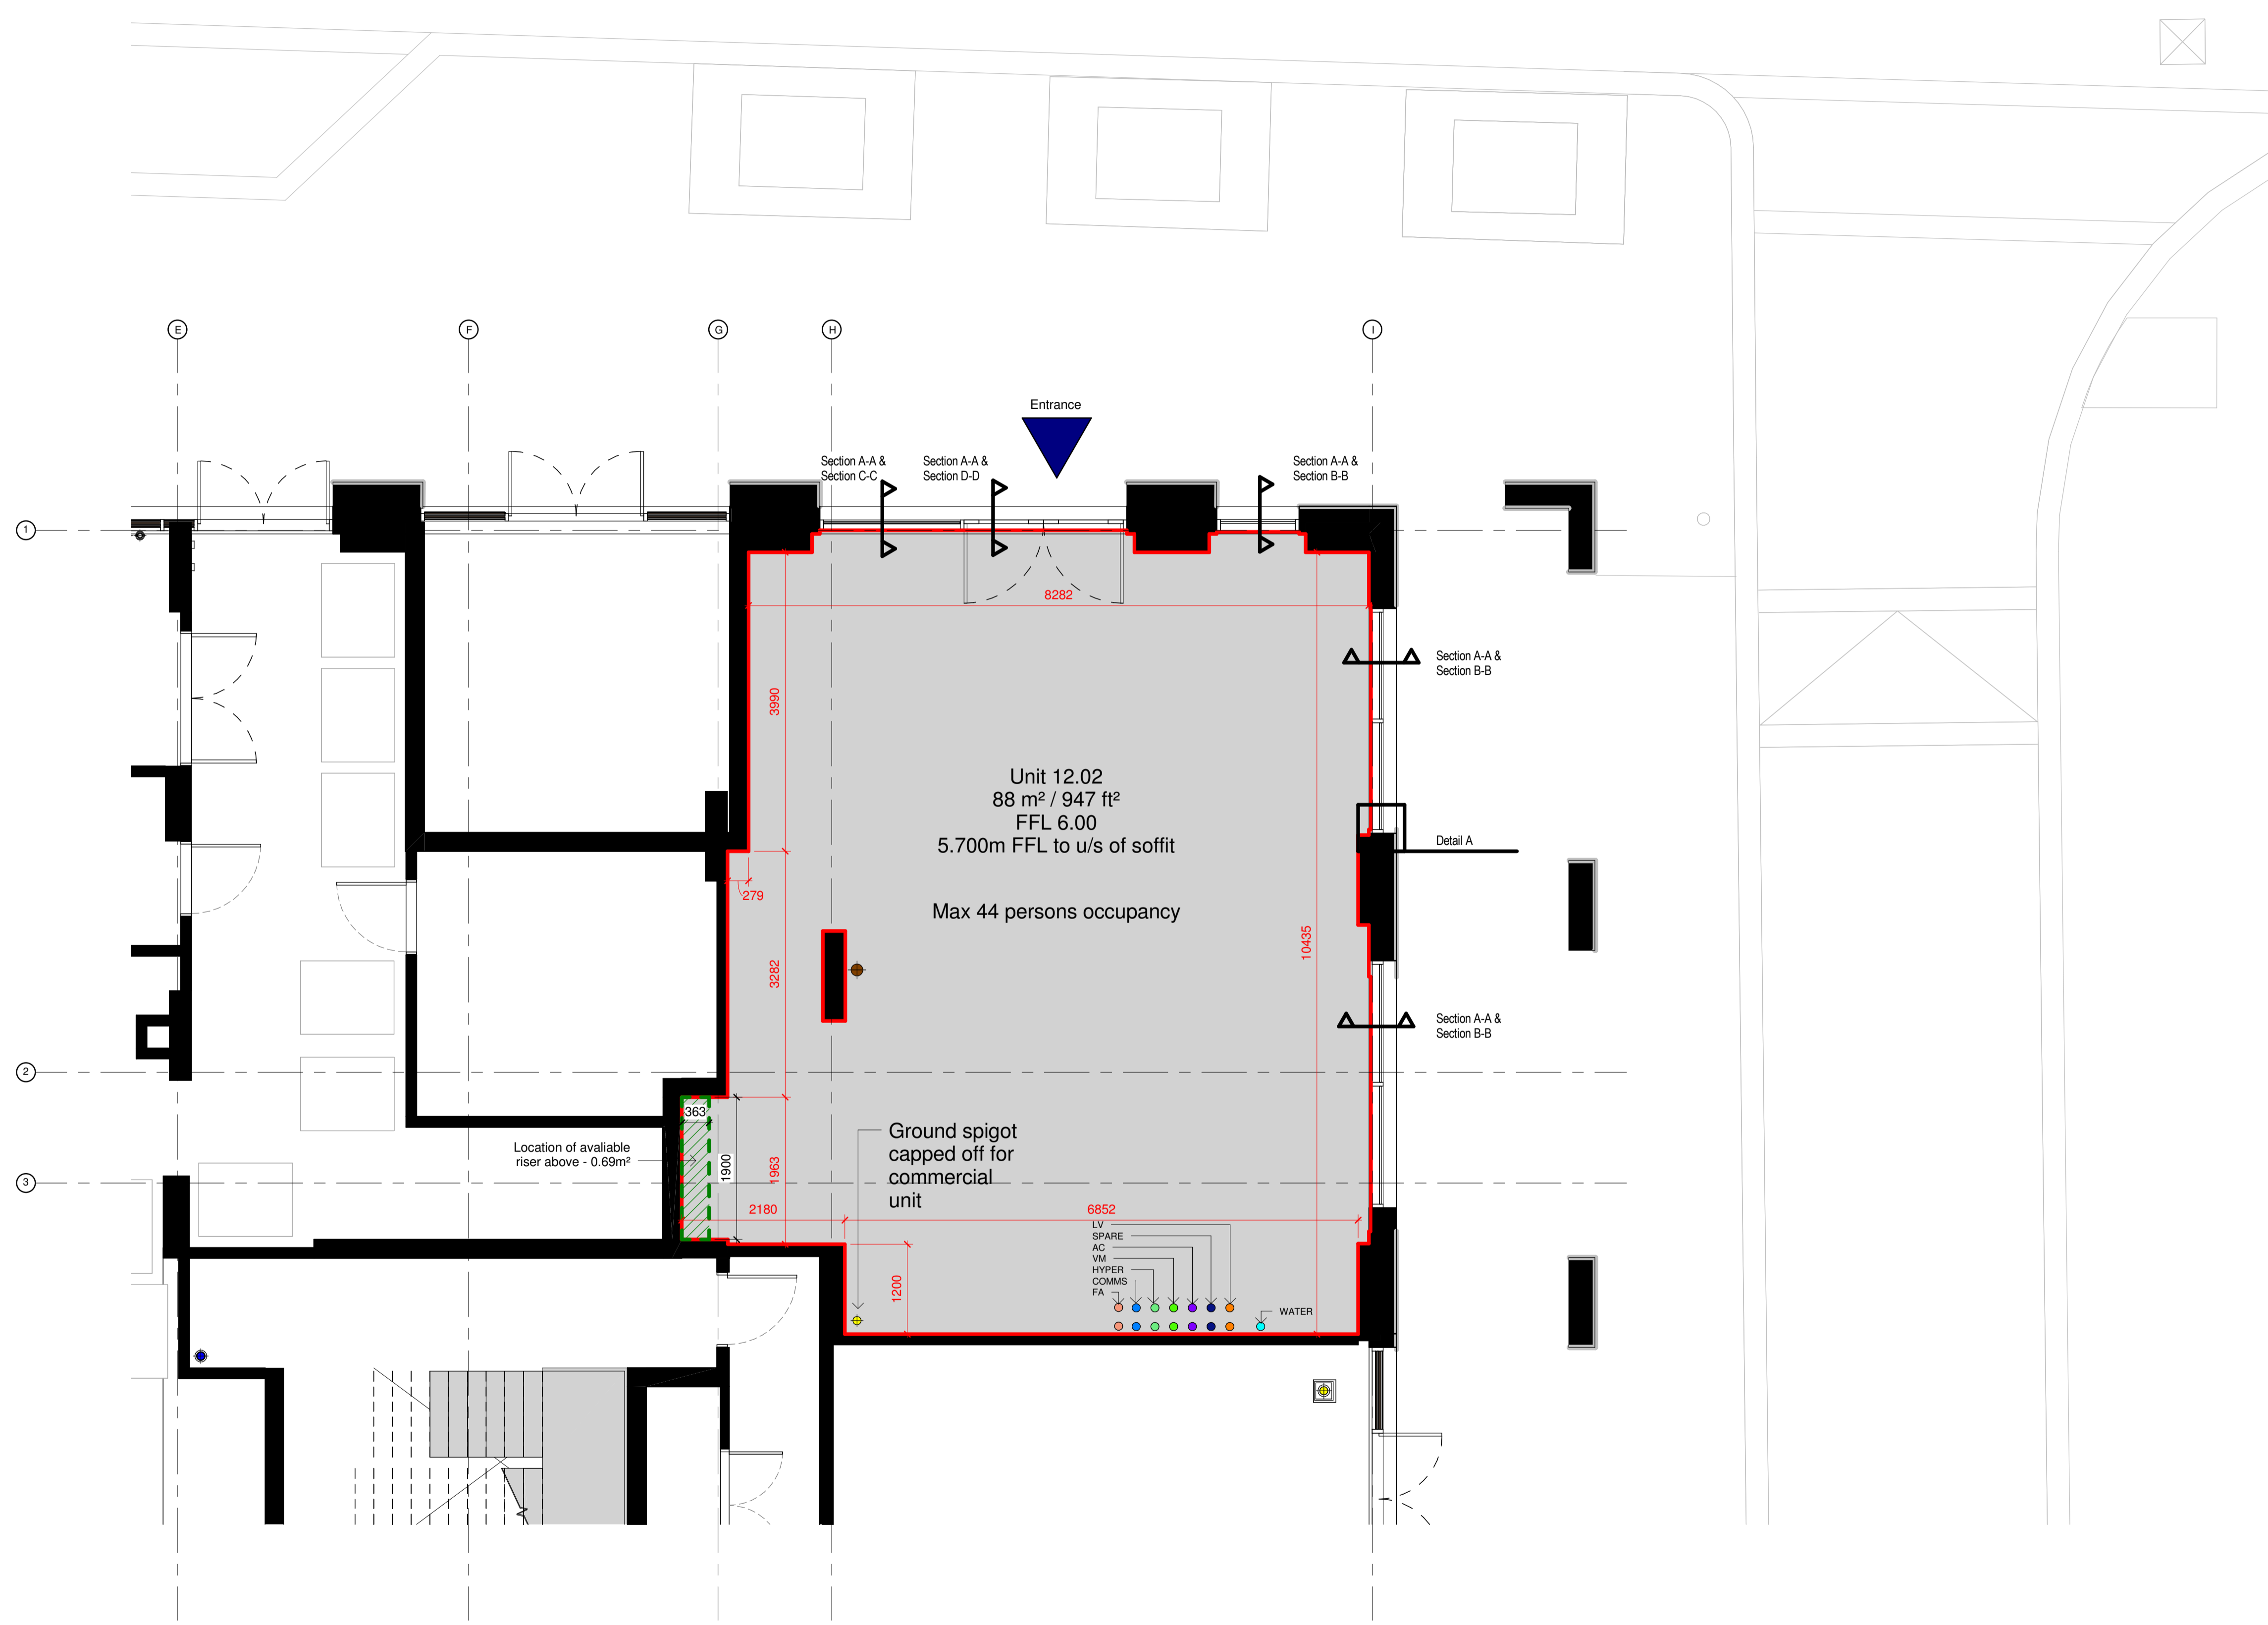 E
F
G
H
I
Entrance
Section A-A &
Section C-C
Section A-A &
Section D-D
Section A-A &
Section B-B
1
8282
Section A-A &
Section B-B
3990
Unit 12.02
88 m² / 947 ft²
FFL 6.00
5.700m FFL to u/s of soffit
Detail A
279
Max 44 persons occupancy
10435
3282
Section A-A &
Section B-B
2
363
Ground spigot
capped off for
commercial
unit
Location of avaliable
riser above - 0.69m²
1900
1963
3
2180
6852
LV
SPARE
AC
VM
HYPER
COMMS
FA
1200
WATER